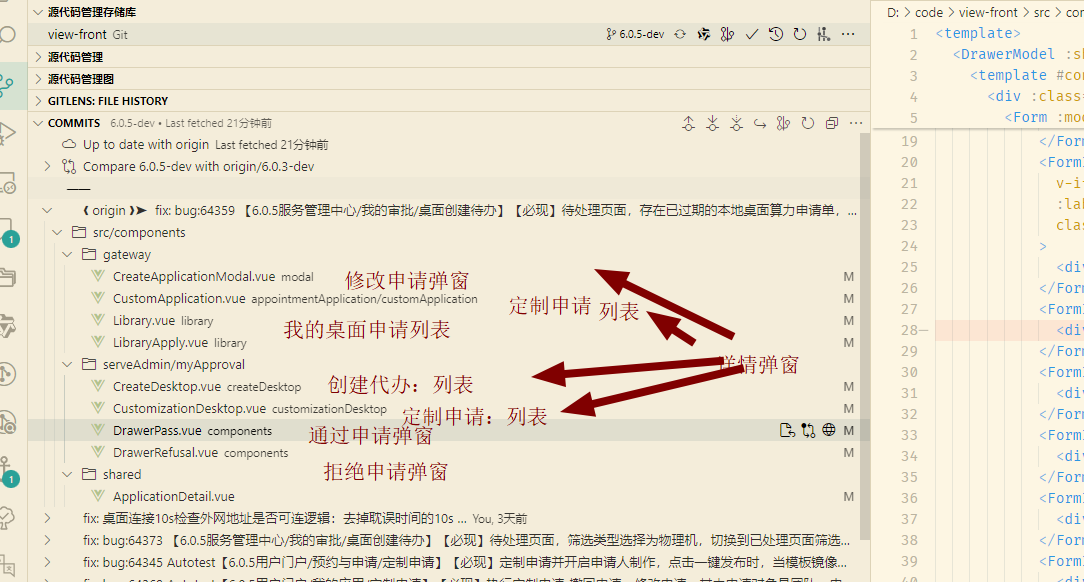 源代码管理存储库
view-front Git
6.0.5-dev
源代码管理
源代码管理图
GITLENS: FILE HISTORY
COMMITS 6.0.5-dev • Last fetched 21分钟前
Up to date with origin Last fetched 21分钟前
Compare 6.0.5-dev with origin/6.0.3-dev
origin fix: bug:64359 【6.0.5服务管理中心/我的审批/桌面创建待办】【必现】待处理页面，存在已过期的本地桌面算力申请单，...
src/components
gateway
CreateApplicationModal.vue modal M
修改申请弹窗
CustomApplication.vue appointmentApplication/customApplication M
定制申请 列表
Library.vue library M
我的桌面申请列表
LibraryApply.vue library M
详情弹窗
serveAdmin/myApproval
CreateDesktop.vue createDesktop M
创建代办：列表
CustomizationDesktop.vue customizationDesktop M
定制申请：列表
DrawerPass.vue components M
通过申请弹窗
DrawerRefusal.vue components M
拒绝申请弹窗
shared
ApplicationDetail.vue M
fix: 桌面连接10s检查外网地址是否可连逻辑：去掉耽误时间的10s ... You, 3天前
fix: bug:64373 【6.0.5服务管理中心/我的审批/桌面创建待办】【必现】待处理页面，筛选类型选择为物理机，切换到已处理页面筛选...
fix: bug:64345 Autotest【6.0.5用户门户/预约与申请/定制申请】【必现】定制申请并开启申请人制作，点击一键发布时，当模板镜像...
1
1
D: > code > view-front > src > cor
1 <template>
2 <DrawerModel :sl
3 <template #cor
4 <div :class=
5 <Form :mod
19 </Form
20 <FormI
21 v-it
22 :lab
23 clas
24 >
25 <div
26 </Form
27 <FormI
28 <div
29 </Form
30 <FormI
31 <div
32 </Form
33 <FormI
34 <div
35 </Form
36 <FormI
37 <div
38 </Form
39 <FormI
40 <div